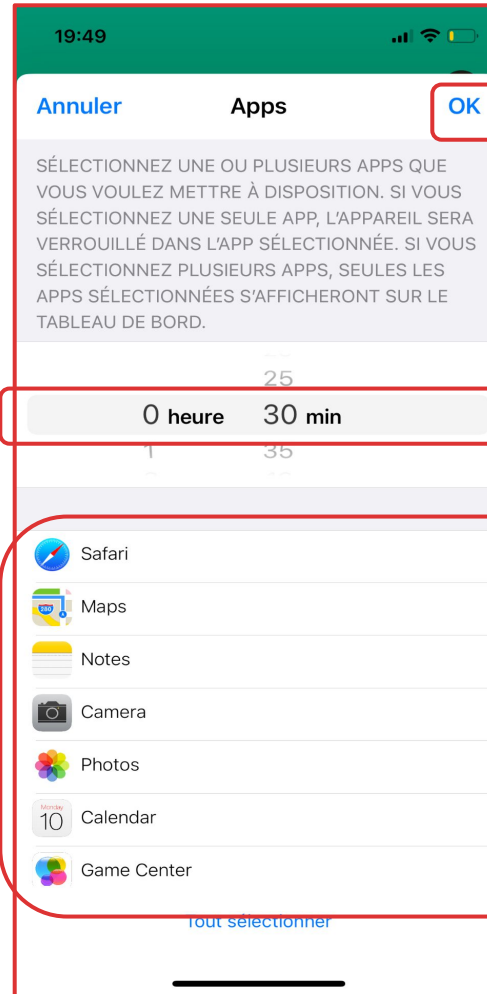 19:49
Annuler Apps OK
SÉLECTIONNEZ UNE OU PLUSIEURS APPS QUE
VOUS VOULEZ METTRE À DISPOSITION. SI VOUS
SÉLECTIONNEZ UNE SEULE APP, L'APPAREIL SERA
VERROUILLÉ DANS L'APP SÉLECTIONNÉE. SI VOUS
SÉLECTIONNEZ PLUSIEURS APPS, SEULES LES
APPS SÉLECTIONNÉES S'AFFICHERONT SUR LE
TABLEAU DE BORD.
25
0 heure 30 min
1 35
Safari
280
Maps
Notes
Camera
Photos
Monday
10
Calendar
Game Center
Tout sélectionner